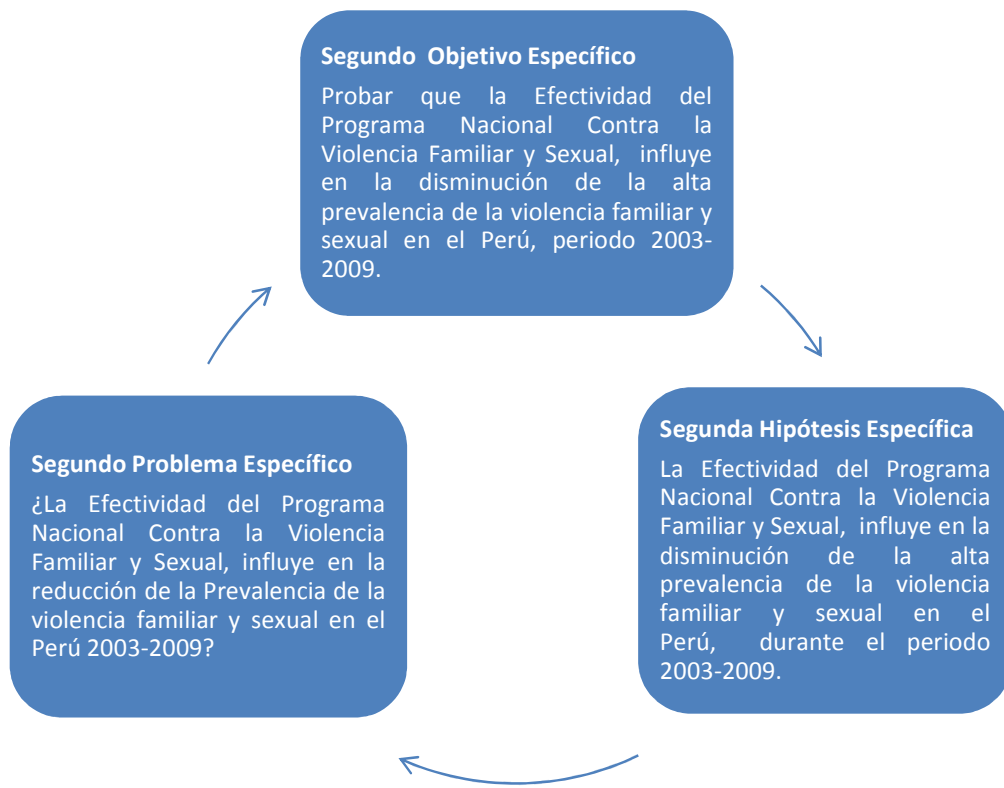 Segundo Objetivo Específico
Probar que la Efectividad del
Programa Nacional Contra la
Violencia Familiar y Sexual, influye
en la disminución de la alta
prevalencia de la violencia familiar y
sexual en el Perú, periodo 2003-
2009.
Segundo Problema Específico
¿La Efectividad del Programa
Nacional Contra la Violencia
Familiar y Sexual, influye en la
reducción de la Prevalencia de la
violencia familiar y sexual en el
Perú 2003-2009?
Segunda Hipótesis Específica
La Efectividad del Programa
Nacional Contra la Violencia
Familiar y Sexual, influye en la
disminución de la alta
prevalencia de la violencia
familiar y sexual en el
Perú, durante el periodo
2003-2009.